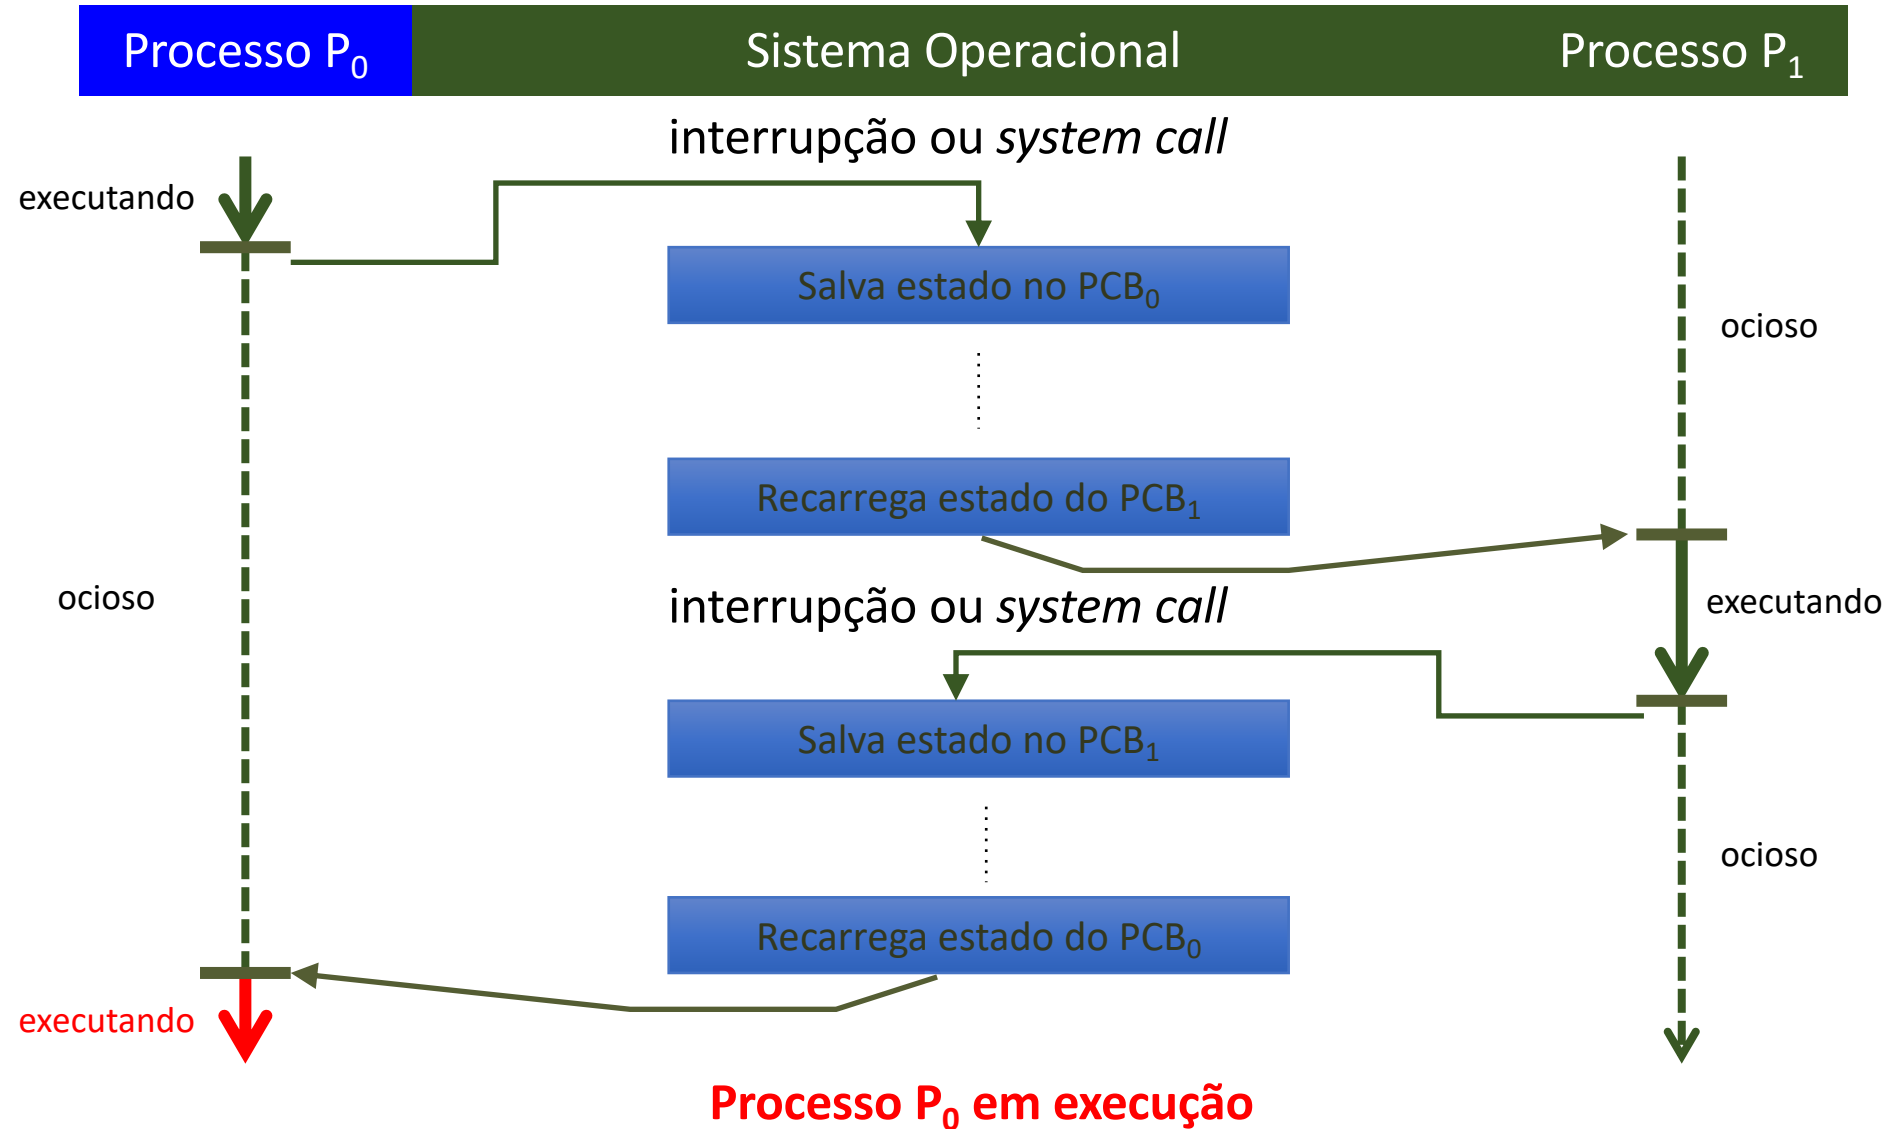 Processo P₀
Sistema Operacional
Processo P₁
interrupção ou system call
executando
Salva estado no PCB₀
ocioso
Recarrega estado do PCB₁
ocioso
interrupção ou system call
executando
Salva estado no PCB₁
ocioso
Recarrega estado do PCB₀
executando
Processo P₀ em execução